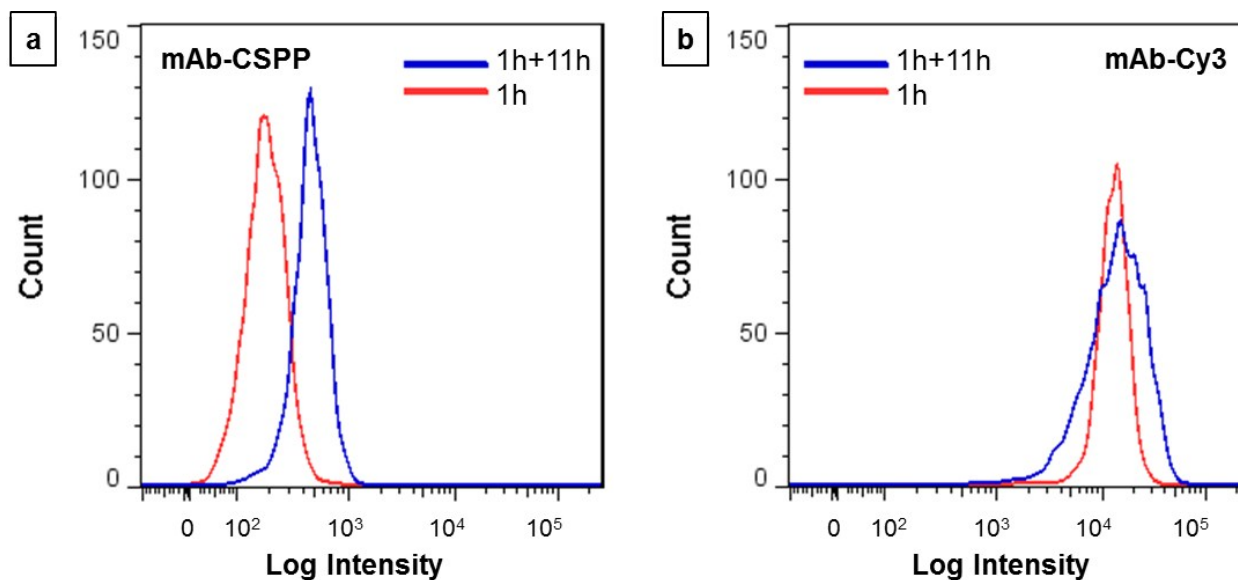 a
mAb-CSPP
1h+11h
1h
150
100
50
0
Count
0 10² 10³ 10⁴ 10⁵
Log Intensity
b
mAb-Cy3
1h+11h
1h
150
100
50
0
Count
0 10² 10³ 10⁴ 10⁵
Log Intensity